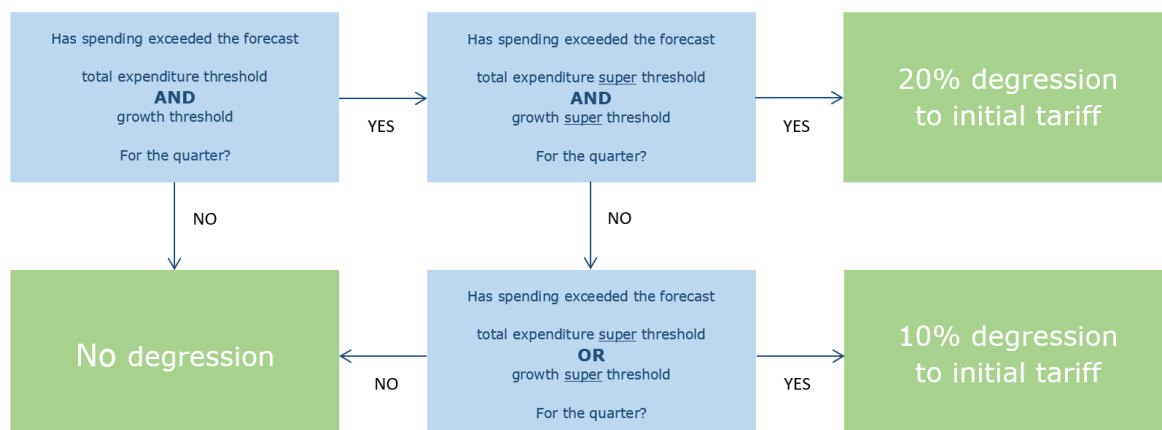 Has spending exceeded the forecast
total expenditure threshold
AND
growth threshold
For the quarter?
YES
Has spending exceeded the forecast
total expenditure super threshold
AND
growth super threshold
For the quarter?
YES
20% degression
to initial tariff
NO
NO
No degression
NO
Has spending exceeded the forecast
total expenditure super threshold
OR
growth super threshold
For the quarter?
YES
10% degression
to initial tariff